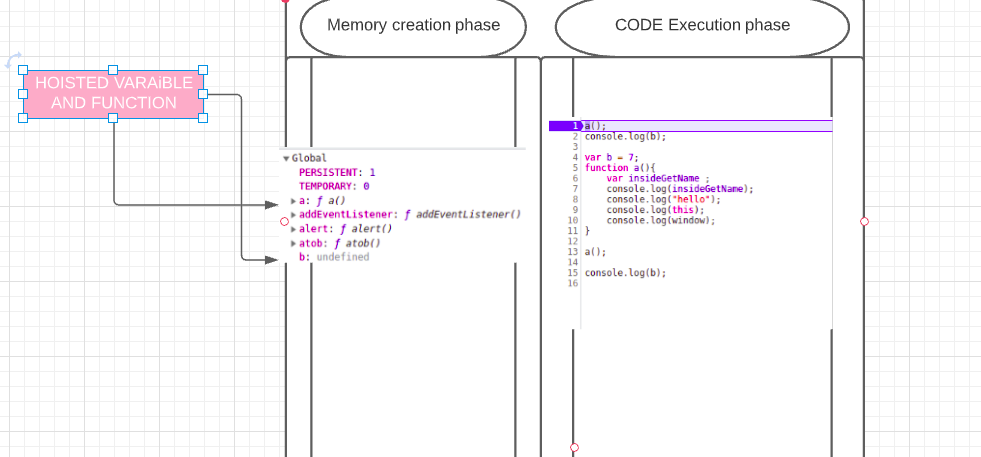 Memory creation phase
CODE Execution phase
HOISTED VARAiBLE
AND FUNCTION
Global
PERSISTENT: 1
TEMPORARY: 0
a: ƒ a()
addEventListener: ƒ addEventListener()
alert: ƒ alert()
atob: ƒ atob()
b: undefined
1 a();
2 console.log(b);
3
4 var b = 7;
5 function a(){
6 var insideGetName ;
7 console.log(insideGetName);
8 console.log("hello");
9 console.log(this);
10 console.log(window);
11 }
12
13 a();
14
15 console.log(b);
16